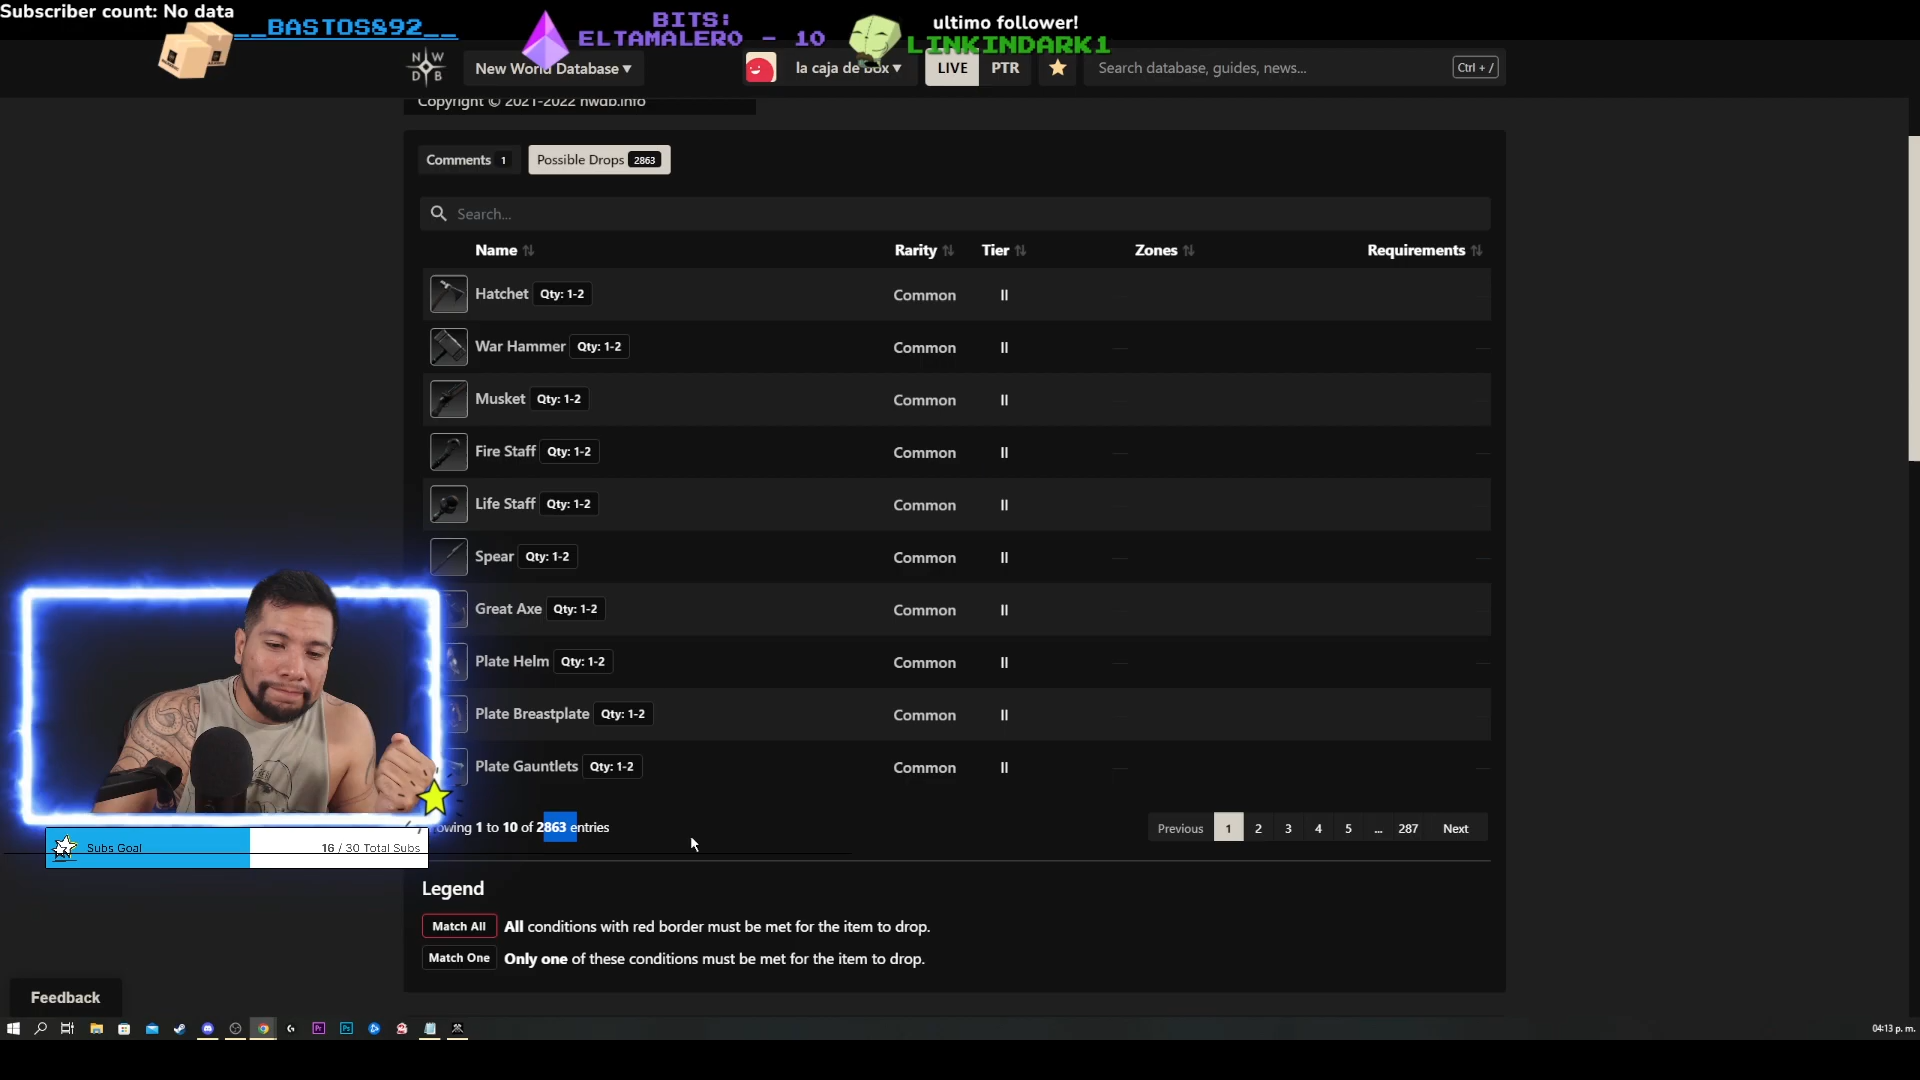 Subscriber count: No data
__BASTOS&92__
BITS:
ELTAMALERO - 10
ultimo follower!
LINKINDARK1
NW
DB
New World Database ▾
la caja de box ▾
LIVE
PTR
Search database, guides, news...
Ctrl + /
Copyright © 2021-2022 nwdb.info
Comments 1
Possible Drops 2863
Search...
Name
Rarity
Tier
Zones
Requirements
Hatchet Qty: 1-2 Common II
War Hammer Qty: 1-2 Common II
Musket Qty: 1-2 Common II
Fire Staff Qty: 1-2 Common II
Life Staff Qty: 1-2 Common II
Spear Qty: 1-2 Common II
Great Axe Qty: 1-2 Common II
Plate Helm Qty: 1-2 Common II
Plate Breastplate Qty: 1-2 Common II
Plate Gauntlets Qty: 1-2 Common II
owing 1 to 10 of 2863 entries
Previous 1 2 3 4 5 ... 287 Next
Subs Goal
16 / 30 Total Subs
Legend
Match All All conditions with red border must be met for the item to drop.
Match One Only one of these conditions must be met for the item to drop.
Feedback
Pr
Ps
04:13 p. m.